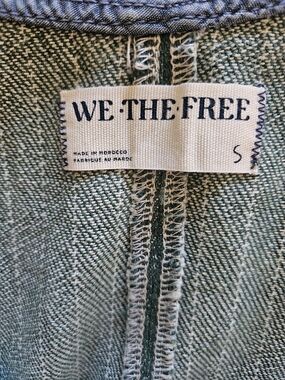 WE THE FREE
MADE IN MOROCCO
FABRIQUÉ AU MAROC
S